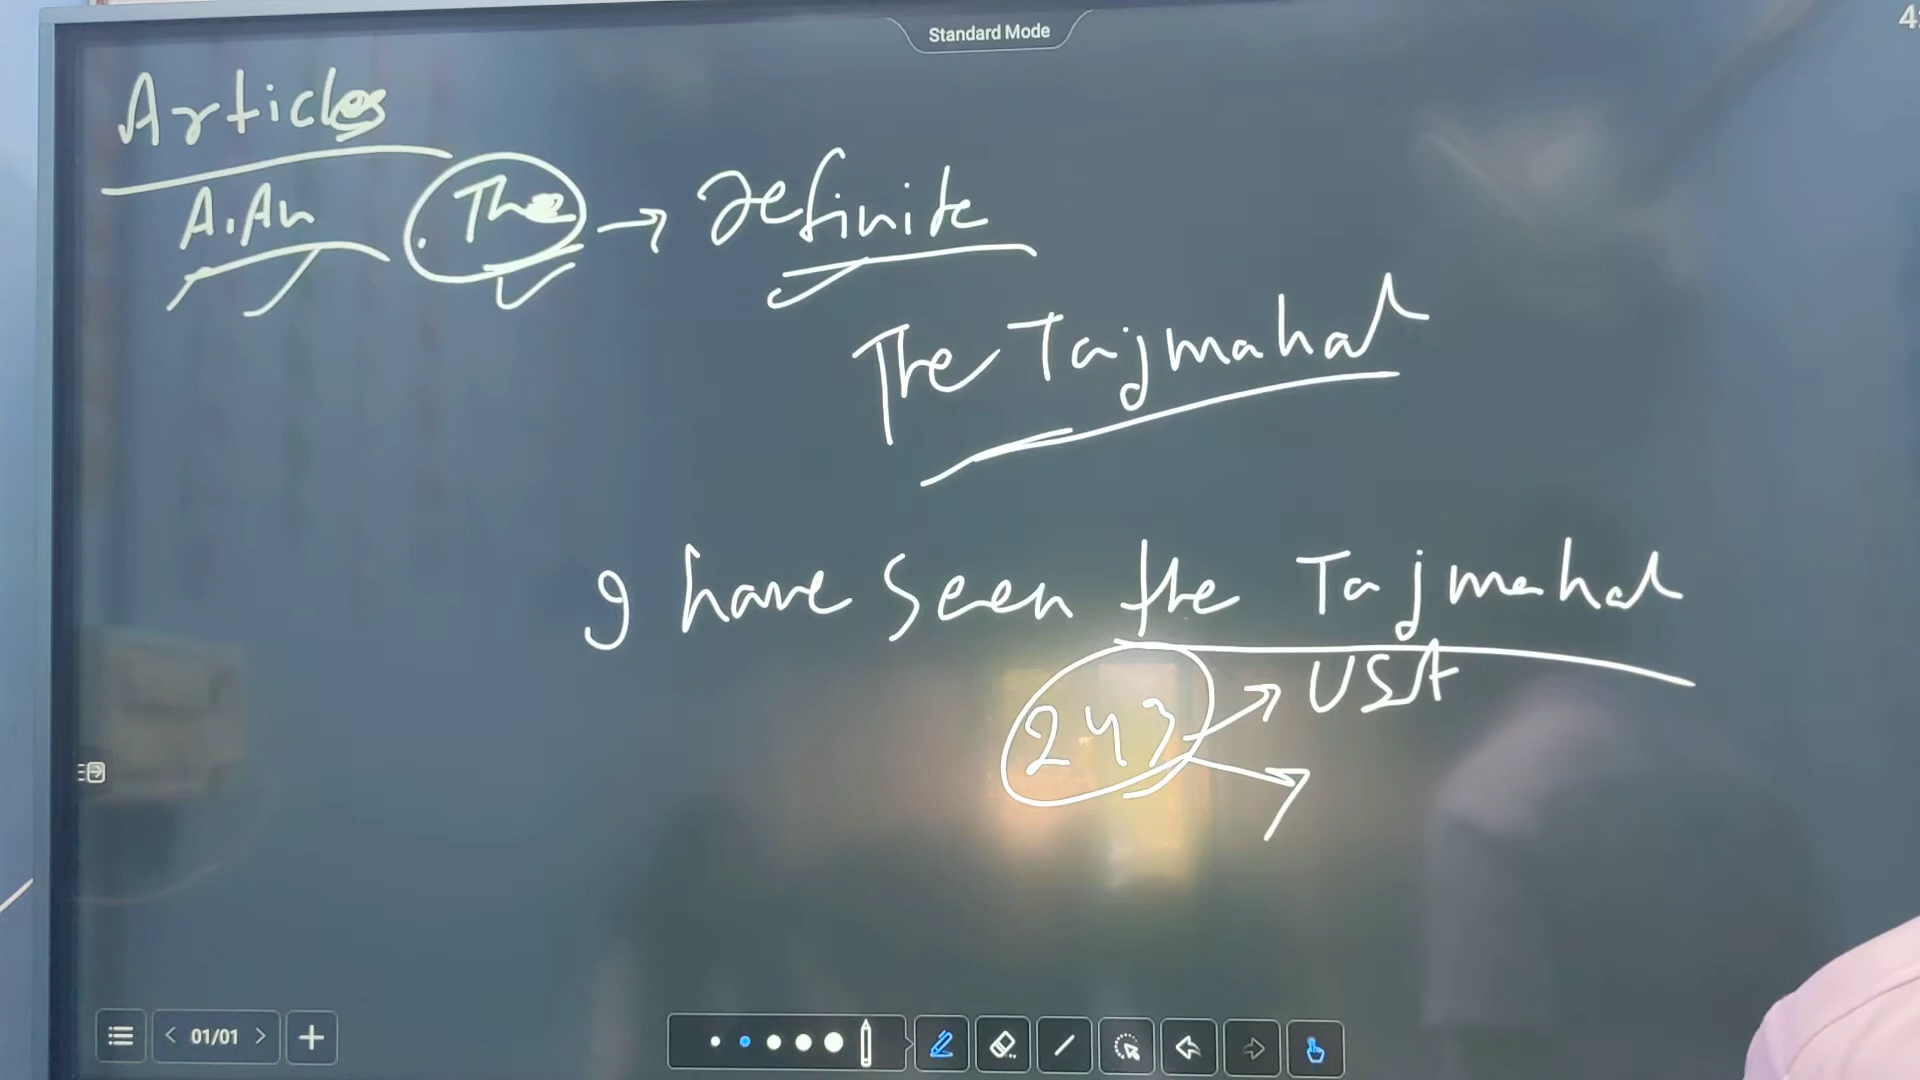 Standard Mode
Articles
A.An . The → Definite
The Tajmahal
I have seen the Tajmahal
243 → USA
01/01